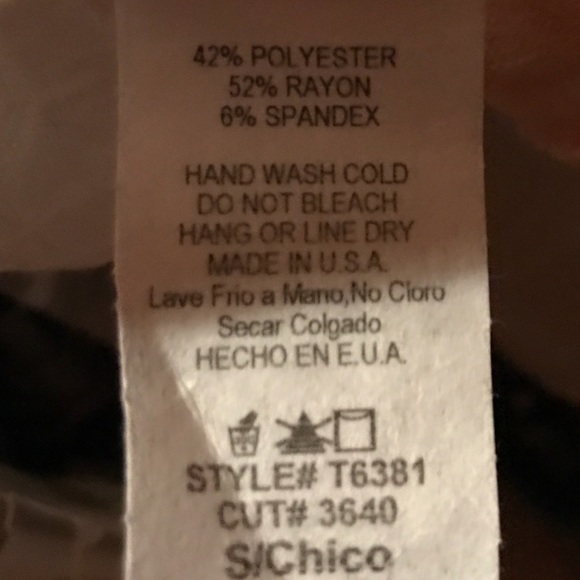 42% POLYESTER
52% RAYON
6% SPANDEX
HAND WASH COLD
DO NOT BLEACH
HANG OR LINE DRY
MADE IN U.S.A.
Lave Frio a Mano,No Cloro
Secar Colgado
HECHO EN E.U.A.
STYLE# T6381
CUT# 3640
S/Chico